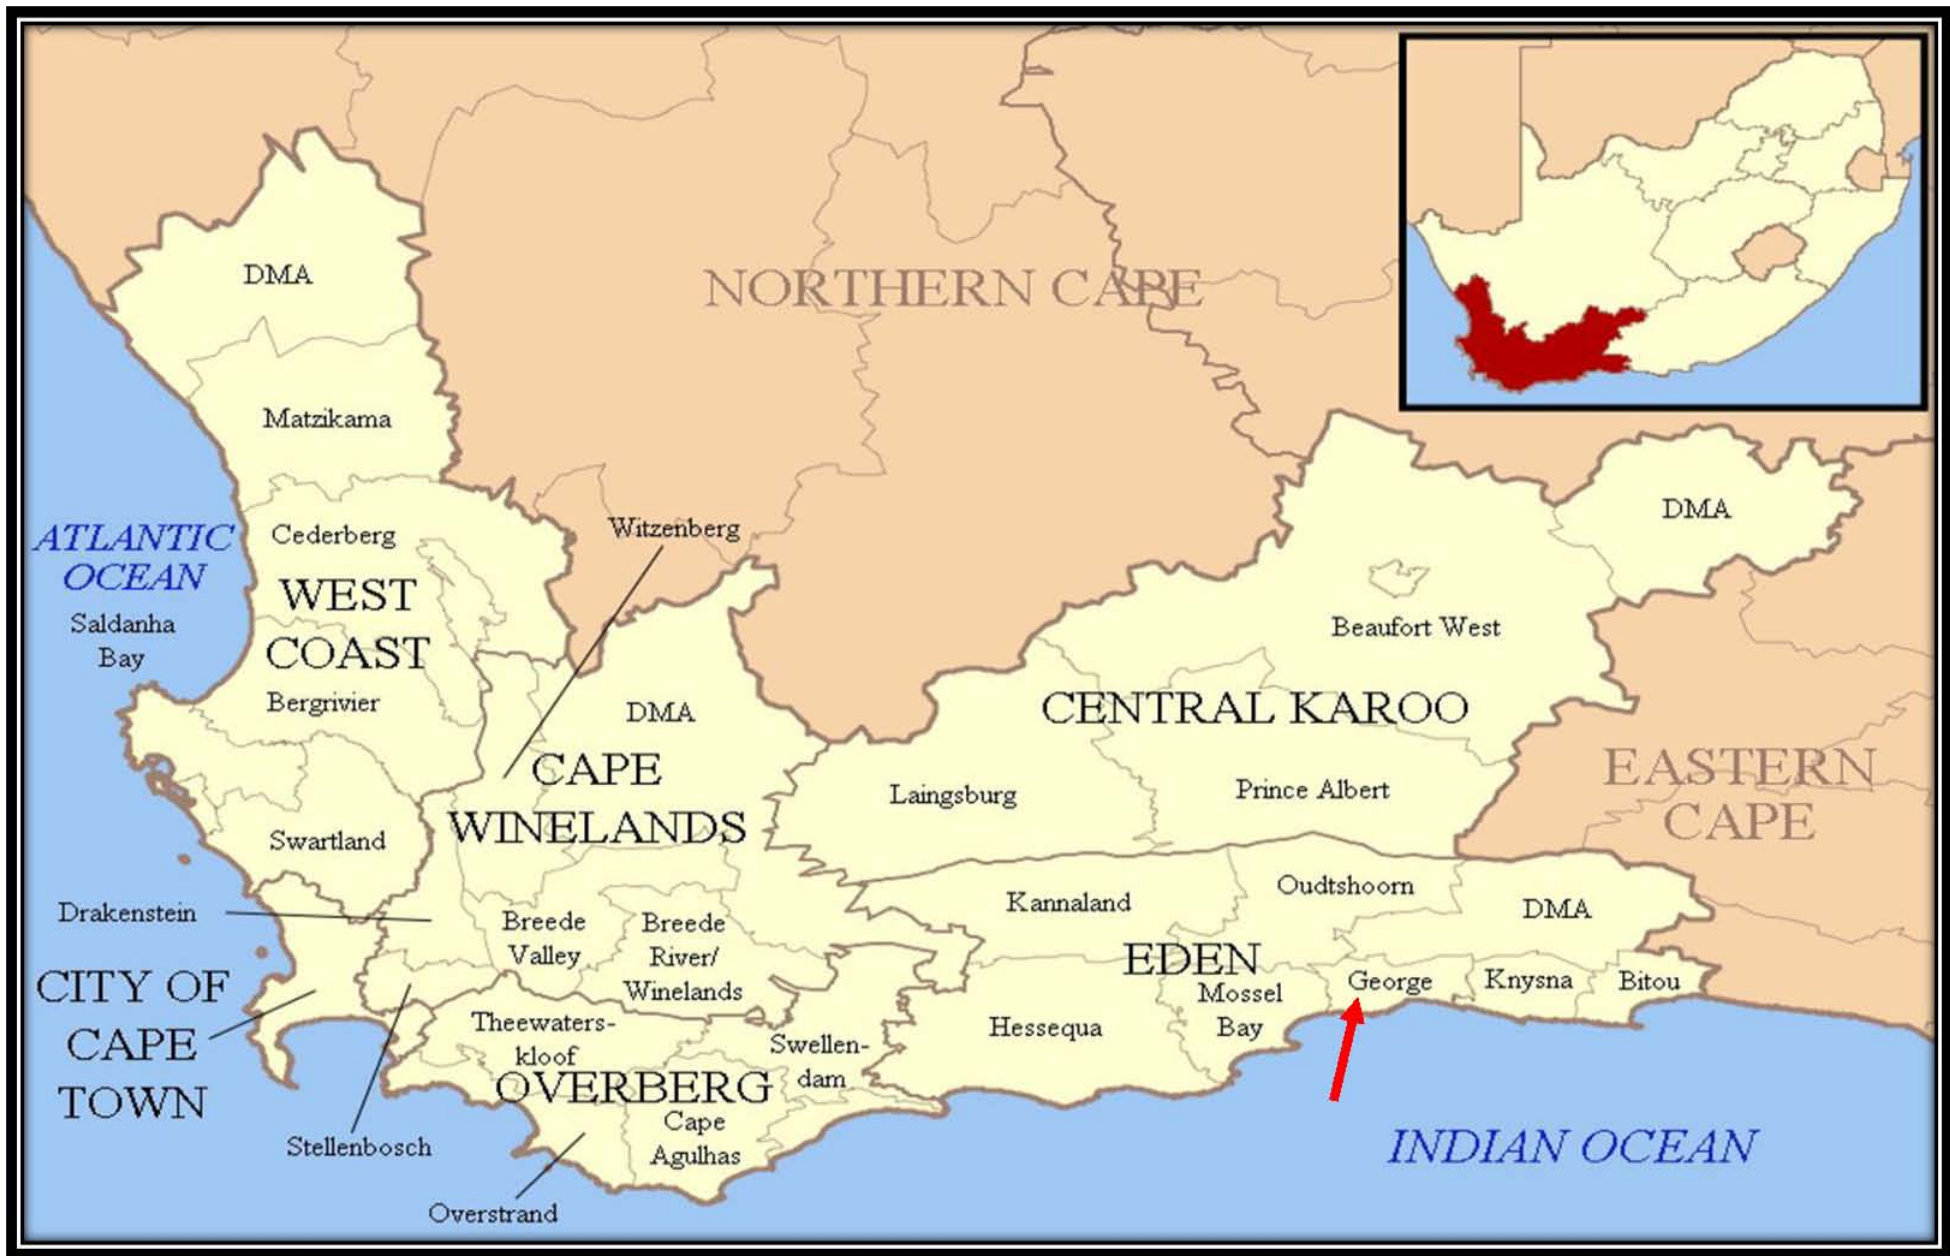 NORTHERN CAPE
DMA
Matzikama
DMA
ATLANTIC
OCEAN
Cederberg
Witzenberg
WEST
COAST
Saldanha
Bay
Beaufort West
Bergrivier
DMA
CENTRAL KAROO
CAPE
WINELANDS
Laingsburg
Prince Albert
EASTERN
CAPE
Swartland
Drakenstein
Breede
Valley
Breede
River/
Winelands
Kannaland
Oudtshoorn
DMA
EDEN
CITY OF
CAPE
TOWN
Mossel
Bay
George
Knysna
Bitou
Hessequa
Theewaters-
kloof
Swellen-
dam
OVERBERG
Cape
Agulhas
Stellenbosch
Overstrand
INDIAN OCEAN